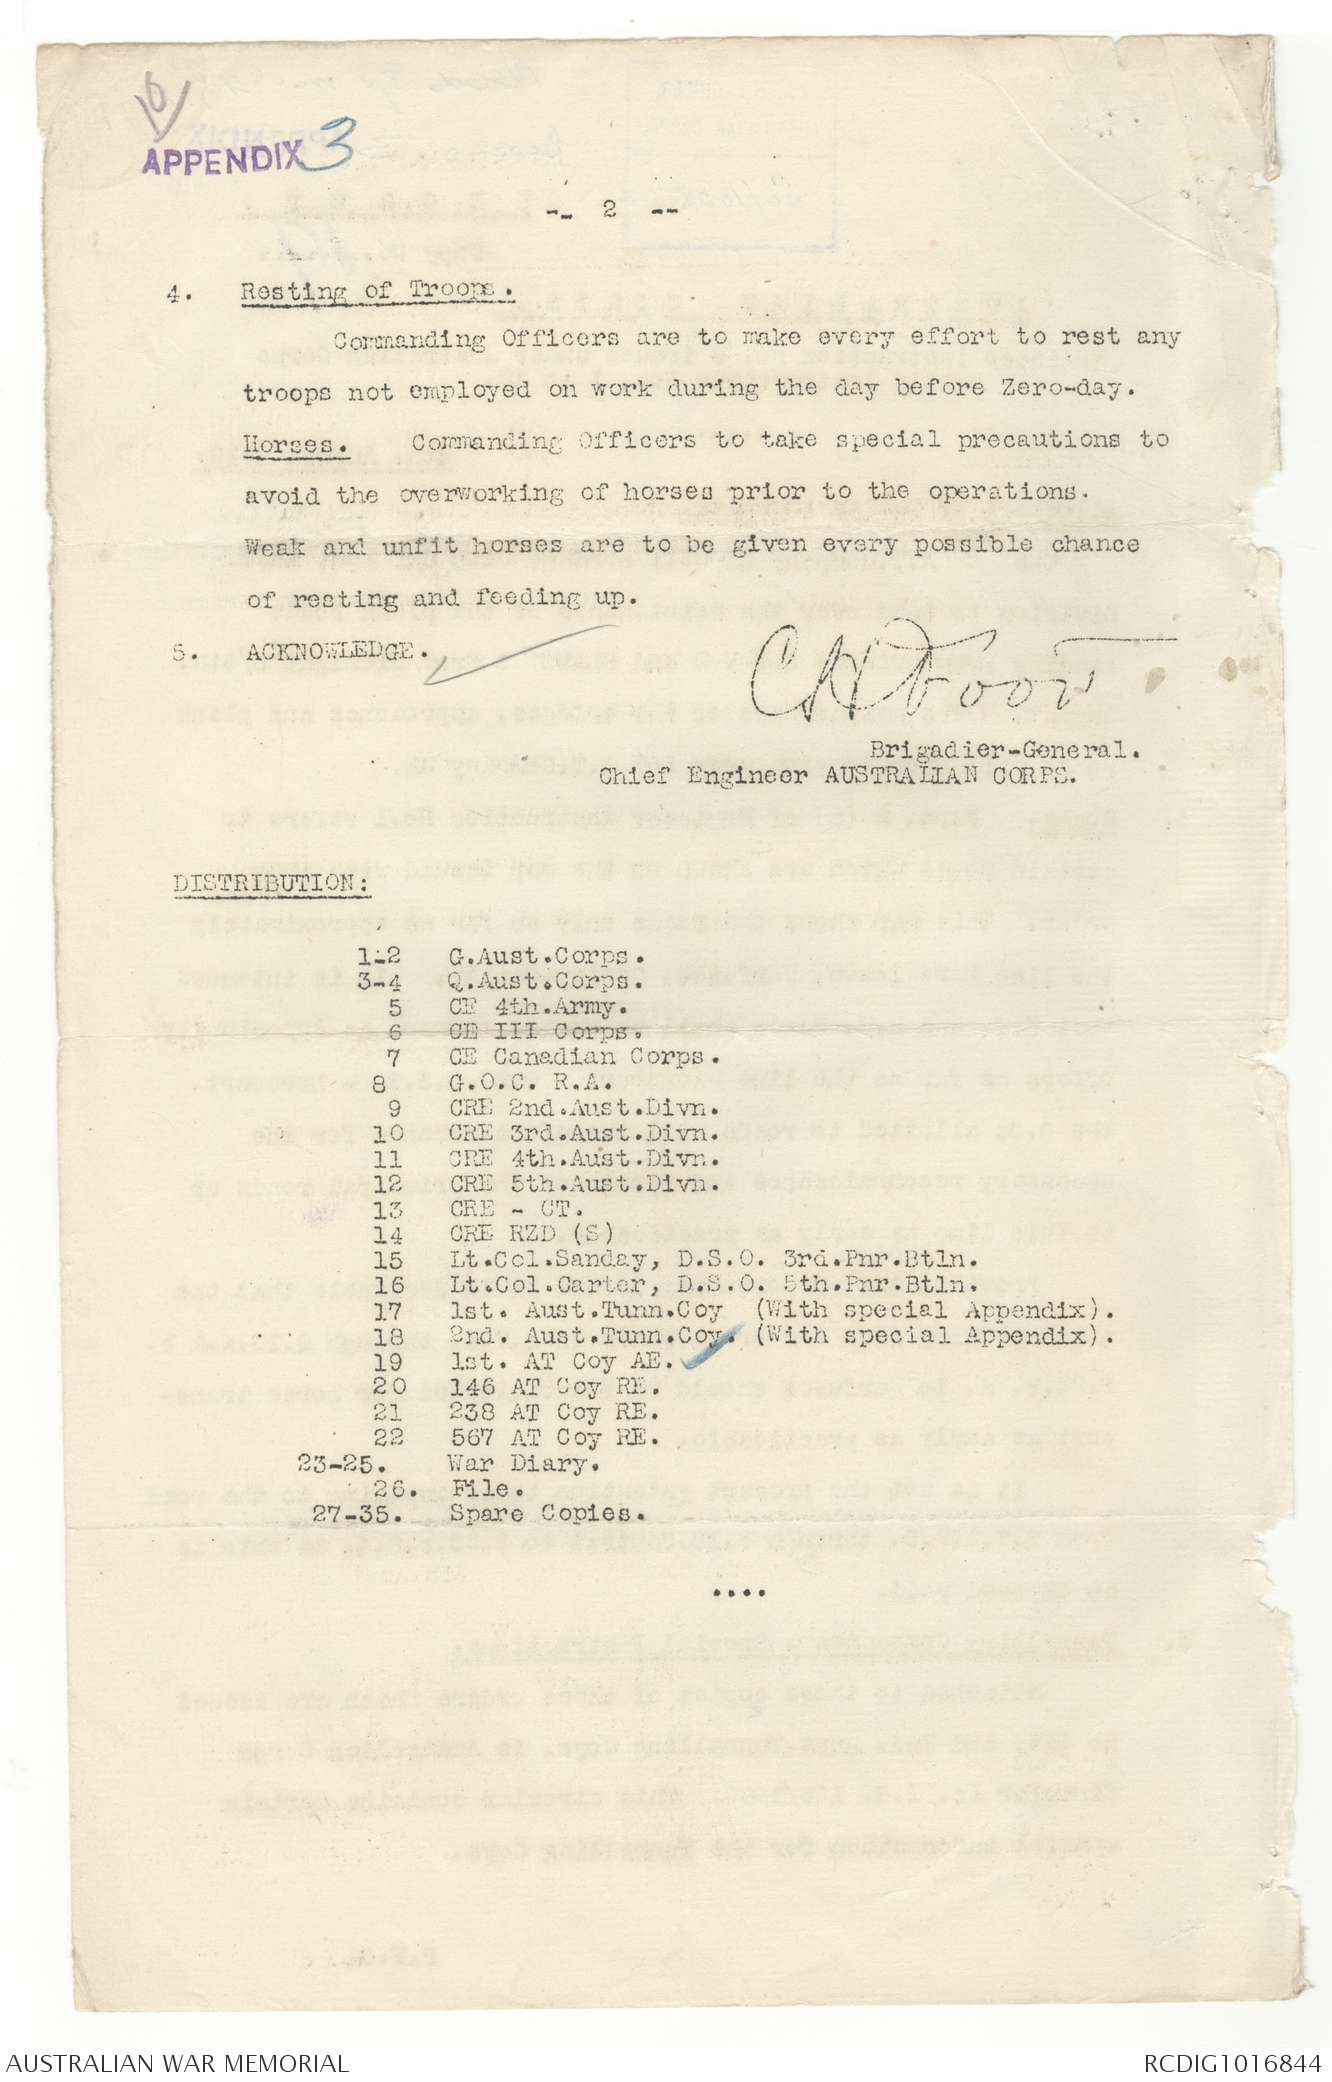 6
APPENDIX 3
-- 2 --
4. Resting of Troops.
Commanding Officers are to make every effort to rest any
troops not employed on work during the day before Zero-day.
Horses. Commanding Officers to take special precautions to
avoid the overworking of horses prior to the operations.
Weak and unfit horses are to be given every possible chance
of resting and feeding up.
5. ACKNOWLEDGE.
C H Foott
Brigadier-General.
Chief Engineer AUSTRALIAN CORPS.
DISTRIBUTION:
1-2 G.Aust.Corps.
3-4 Q.Aust.Corps.
5 CE 4th.Army.
6 CE III Corps.
7 CE Canadian Corps.
8 G.O.C. R.A.
9 CRE 2nd.Aust.Divn.
10 CRE 3rd.Aust.Divn.
11 CRE 4th.Aust.Divn.
12 CRE 5th.Aust.Divn.
13 CRE - CT.
14 CRE RZD (S)
15 Lt.Col.Sanday, D.S.O. 3rd.Pnr.Btln.
16 Lt.Col.Carter, D.S.O. 5th.Pnr.Btln.
17 1st. Aust.Tunn.Coy (With special Appendix).
18 2nd. Aust.Tunn.Coy. (With special Appendix).
19 1st. AT Coy AE.
20 146 AT Coy RE.
21 238 AT Coy RE.
22 567 AT Coy RE.
23-25. War Diary.
26. File.
27-35. Spare Copies.
....
AUSTRALIAN WAR MEMORIAL
RCDIG1016844